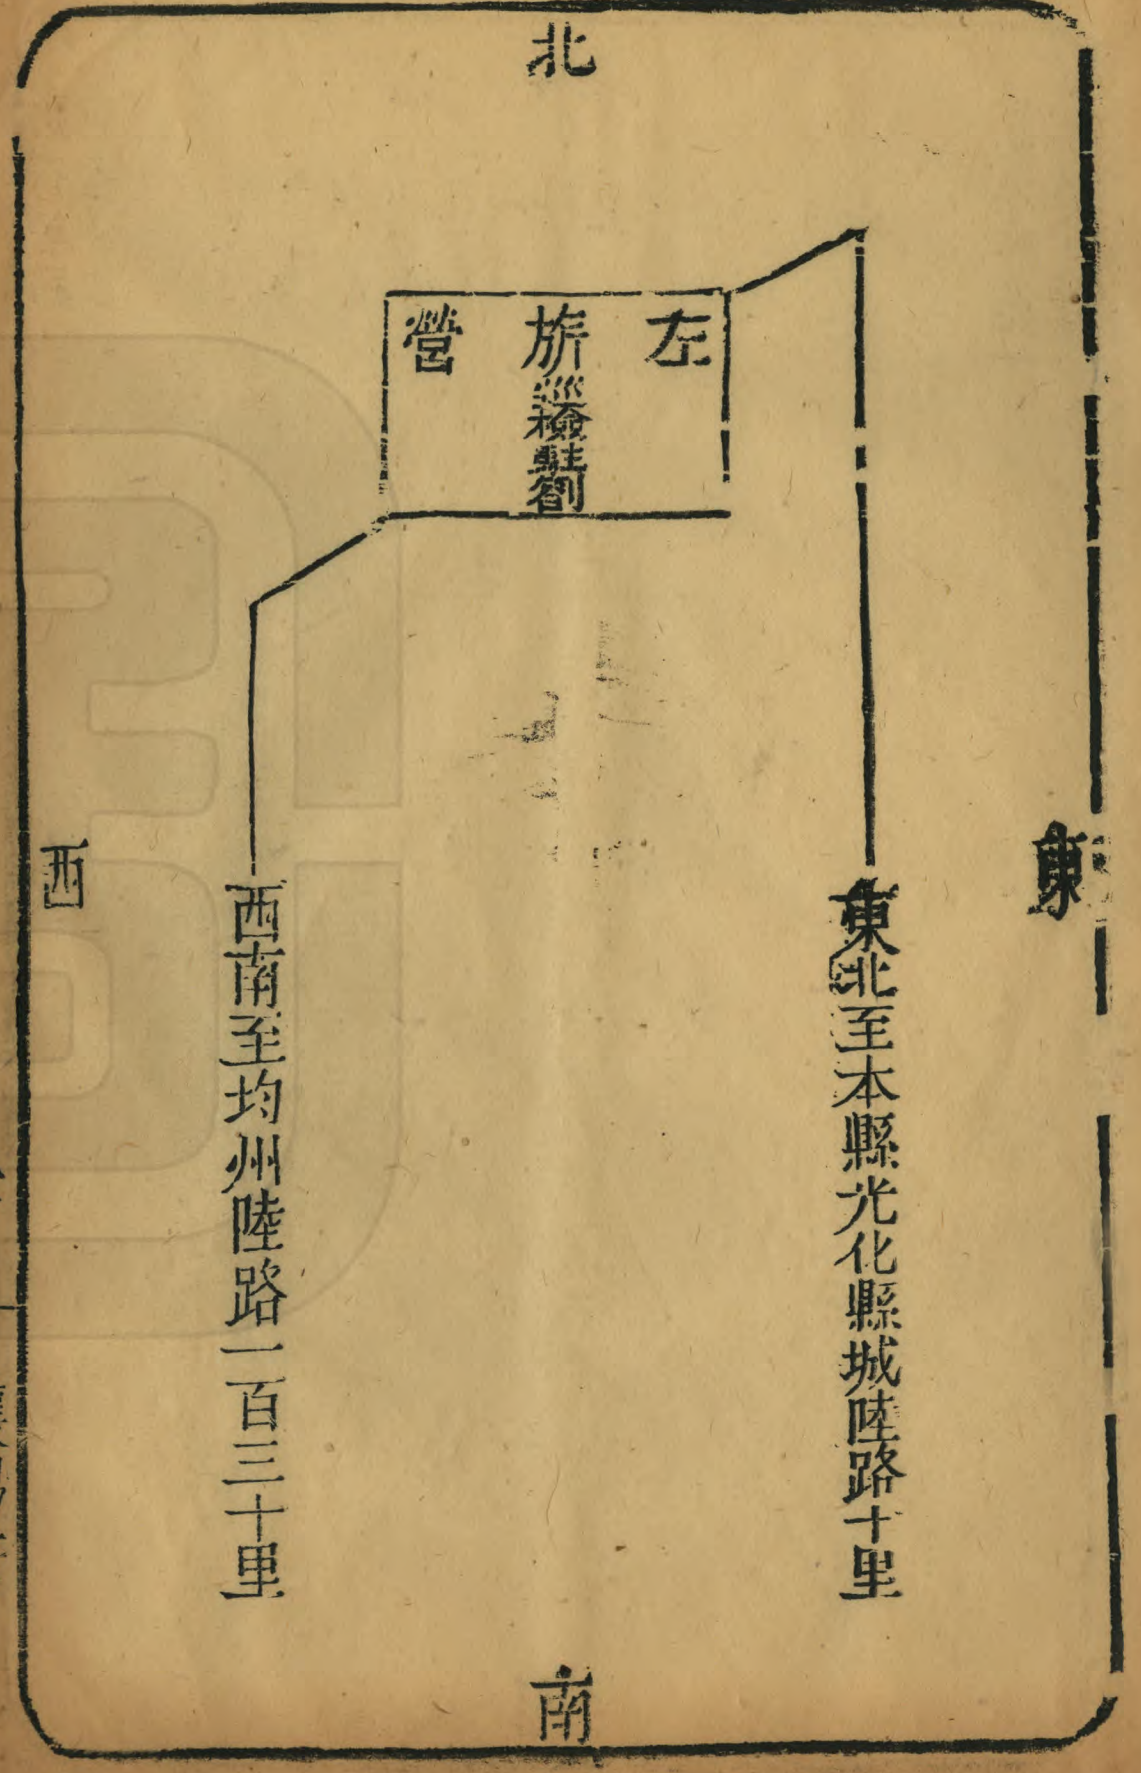 北
左旂營
巡檢駐劄
東
東北至本縣光化縣城陸路十里
西南至均州陸路一百三十里
西
南